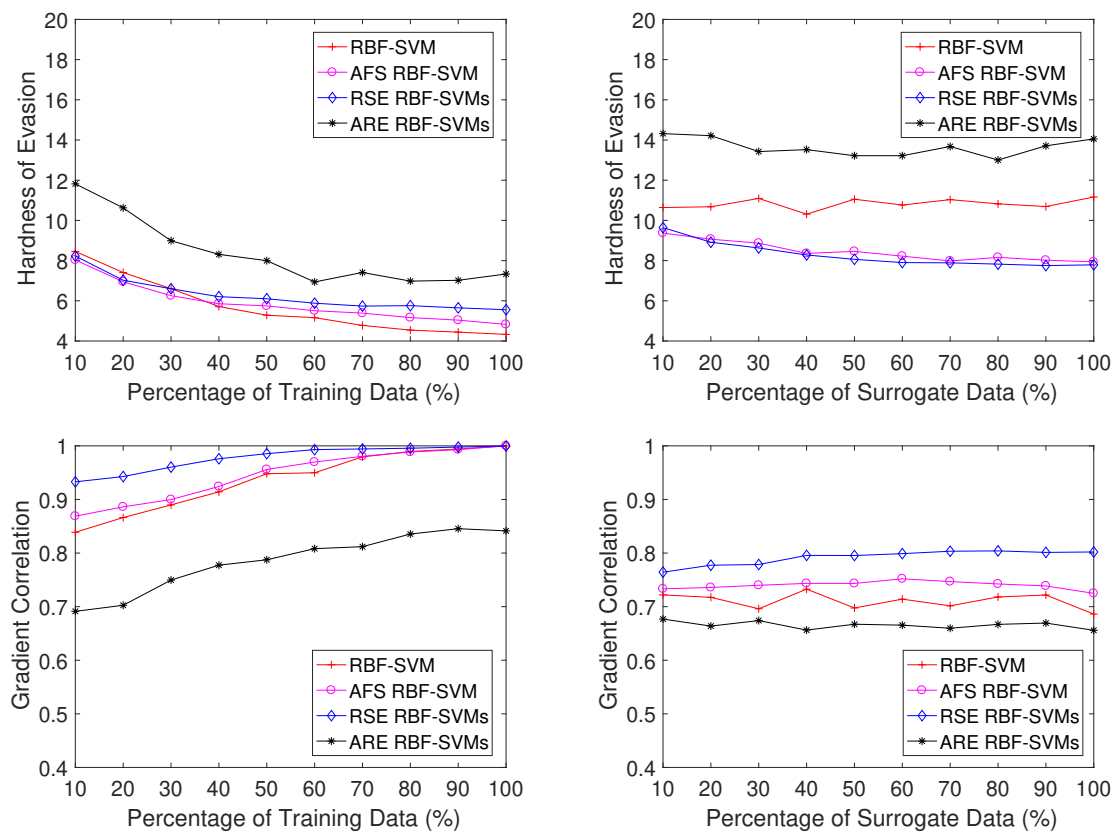 20
18
16
14
12
10
8
6
4
Hardness of Evasion
RBF-SVM
AFS RBF-SVM
RSE RBF-SVMs
ARE RBF-SVMs
10 20 30 40 50 60 70 80 90 100
Percentage of Training Data (%)
20
18
16
14
12
10
8
6
4
Hardness of Evasion
RBF-SVM
AFS RBF-SVM
RSE RBF-SVMs
ARE RBF-SVMs
10 20 30 40 50 60 70 80 90 100
Percentage of Surrogate Data (%)
1
0.9
0.8
0.7
0.6
0.5
0.4
Gradient Correlation
RBF-SVM
AFS RBF-SVM
RSE RBF-SVMs
ARE RBF-SVMs
10 20 30 40 50 60 70 80 90 100
Percentage of Training Data (%)
1
0.9
0.8
0.7
0.6
0.5
0.4
Gradient Correlation
RBF-SVM
AFS RBF-SVM
RSE RBF-SVMs
ARE RBF-SVMs
10 20 30 40 50 60 70 80 90 100
Percentage of Surrogate Data (%)